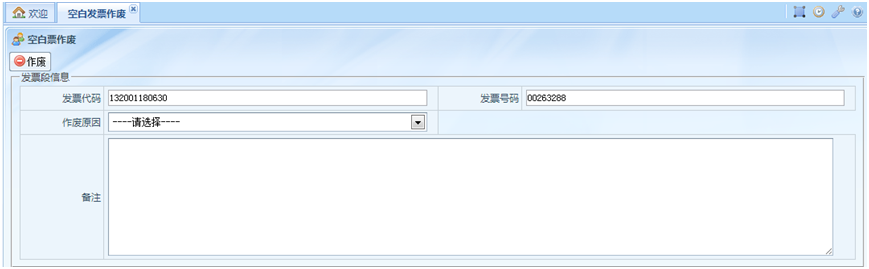 欢迎 空白发票作废
空白票作废
作废
发票段信息
发票代码 132001180630 发票号码 00263288
作废原因 ----请选择----
备注